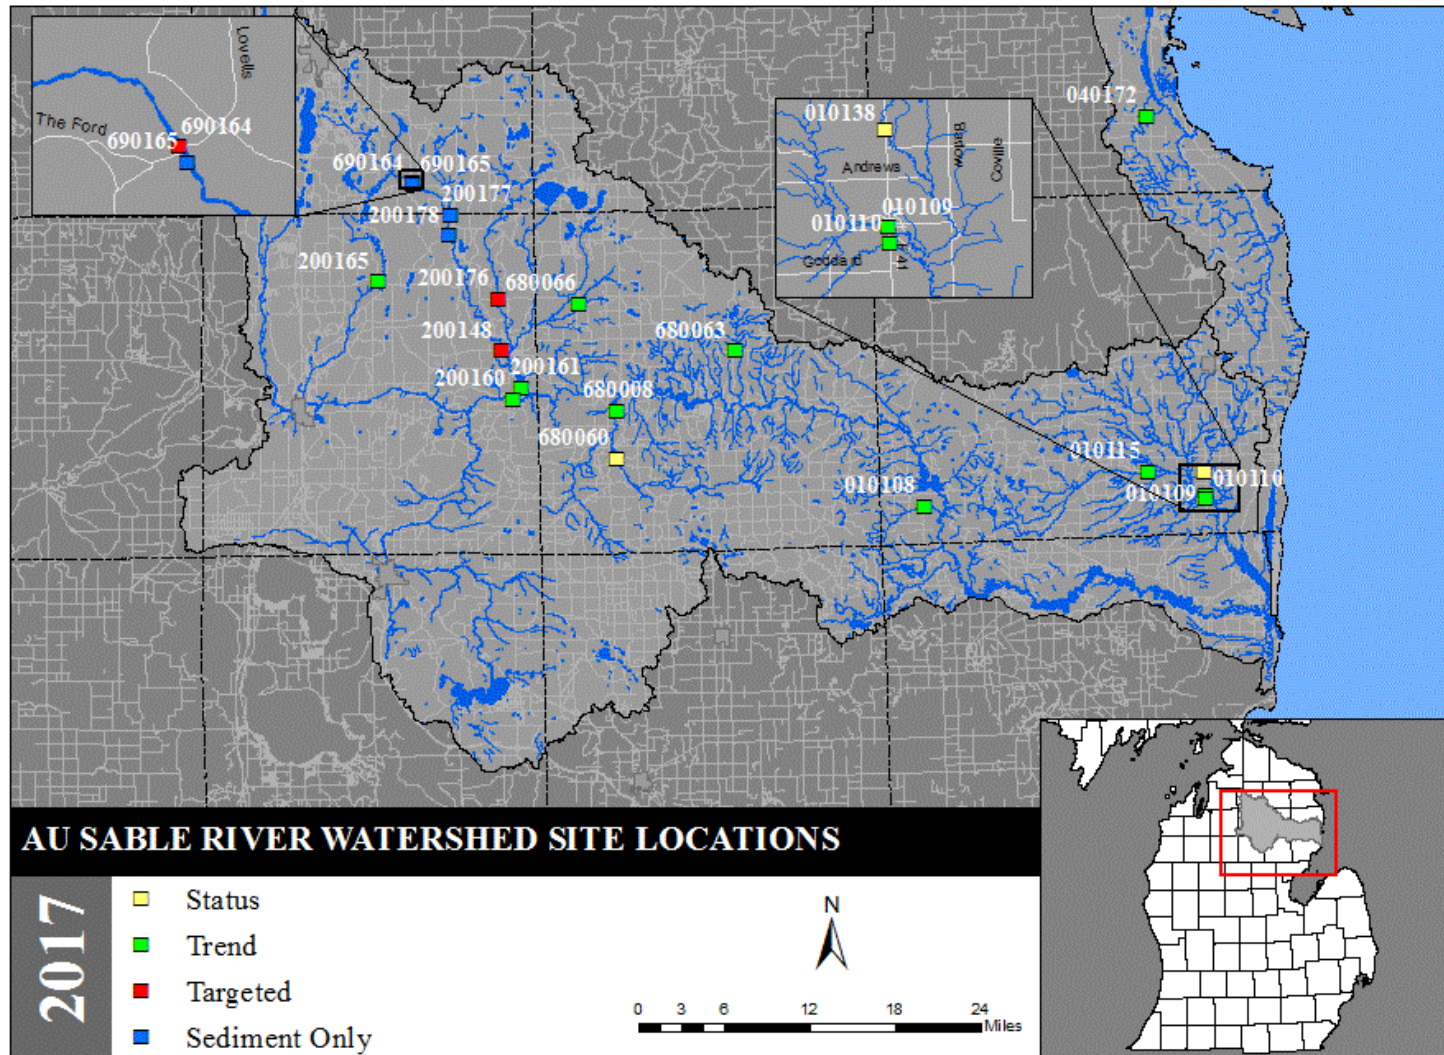 Lovells
The Ford
690164
690165
690164
690165
200177
200178
200165
200176
680066
200148
200161
200160
680063
680008
680060
010138
Andrews
Barlow
Coville
010109
010110
Goddard
41
040172
010115
010110
010109
010108
AU SABLE RIVER WATERSHED SITE LOCATIONS
2017
Status
Trend
Targeted
Sediment Only
N
0 3 6 12 18 24
Miles